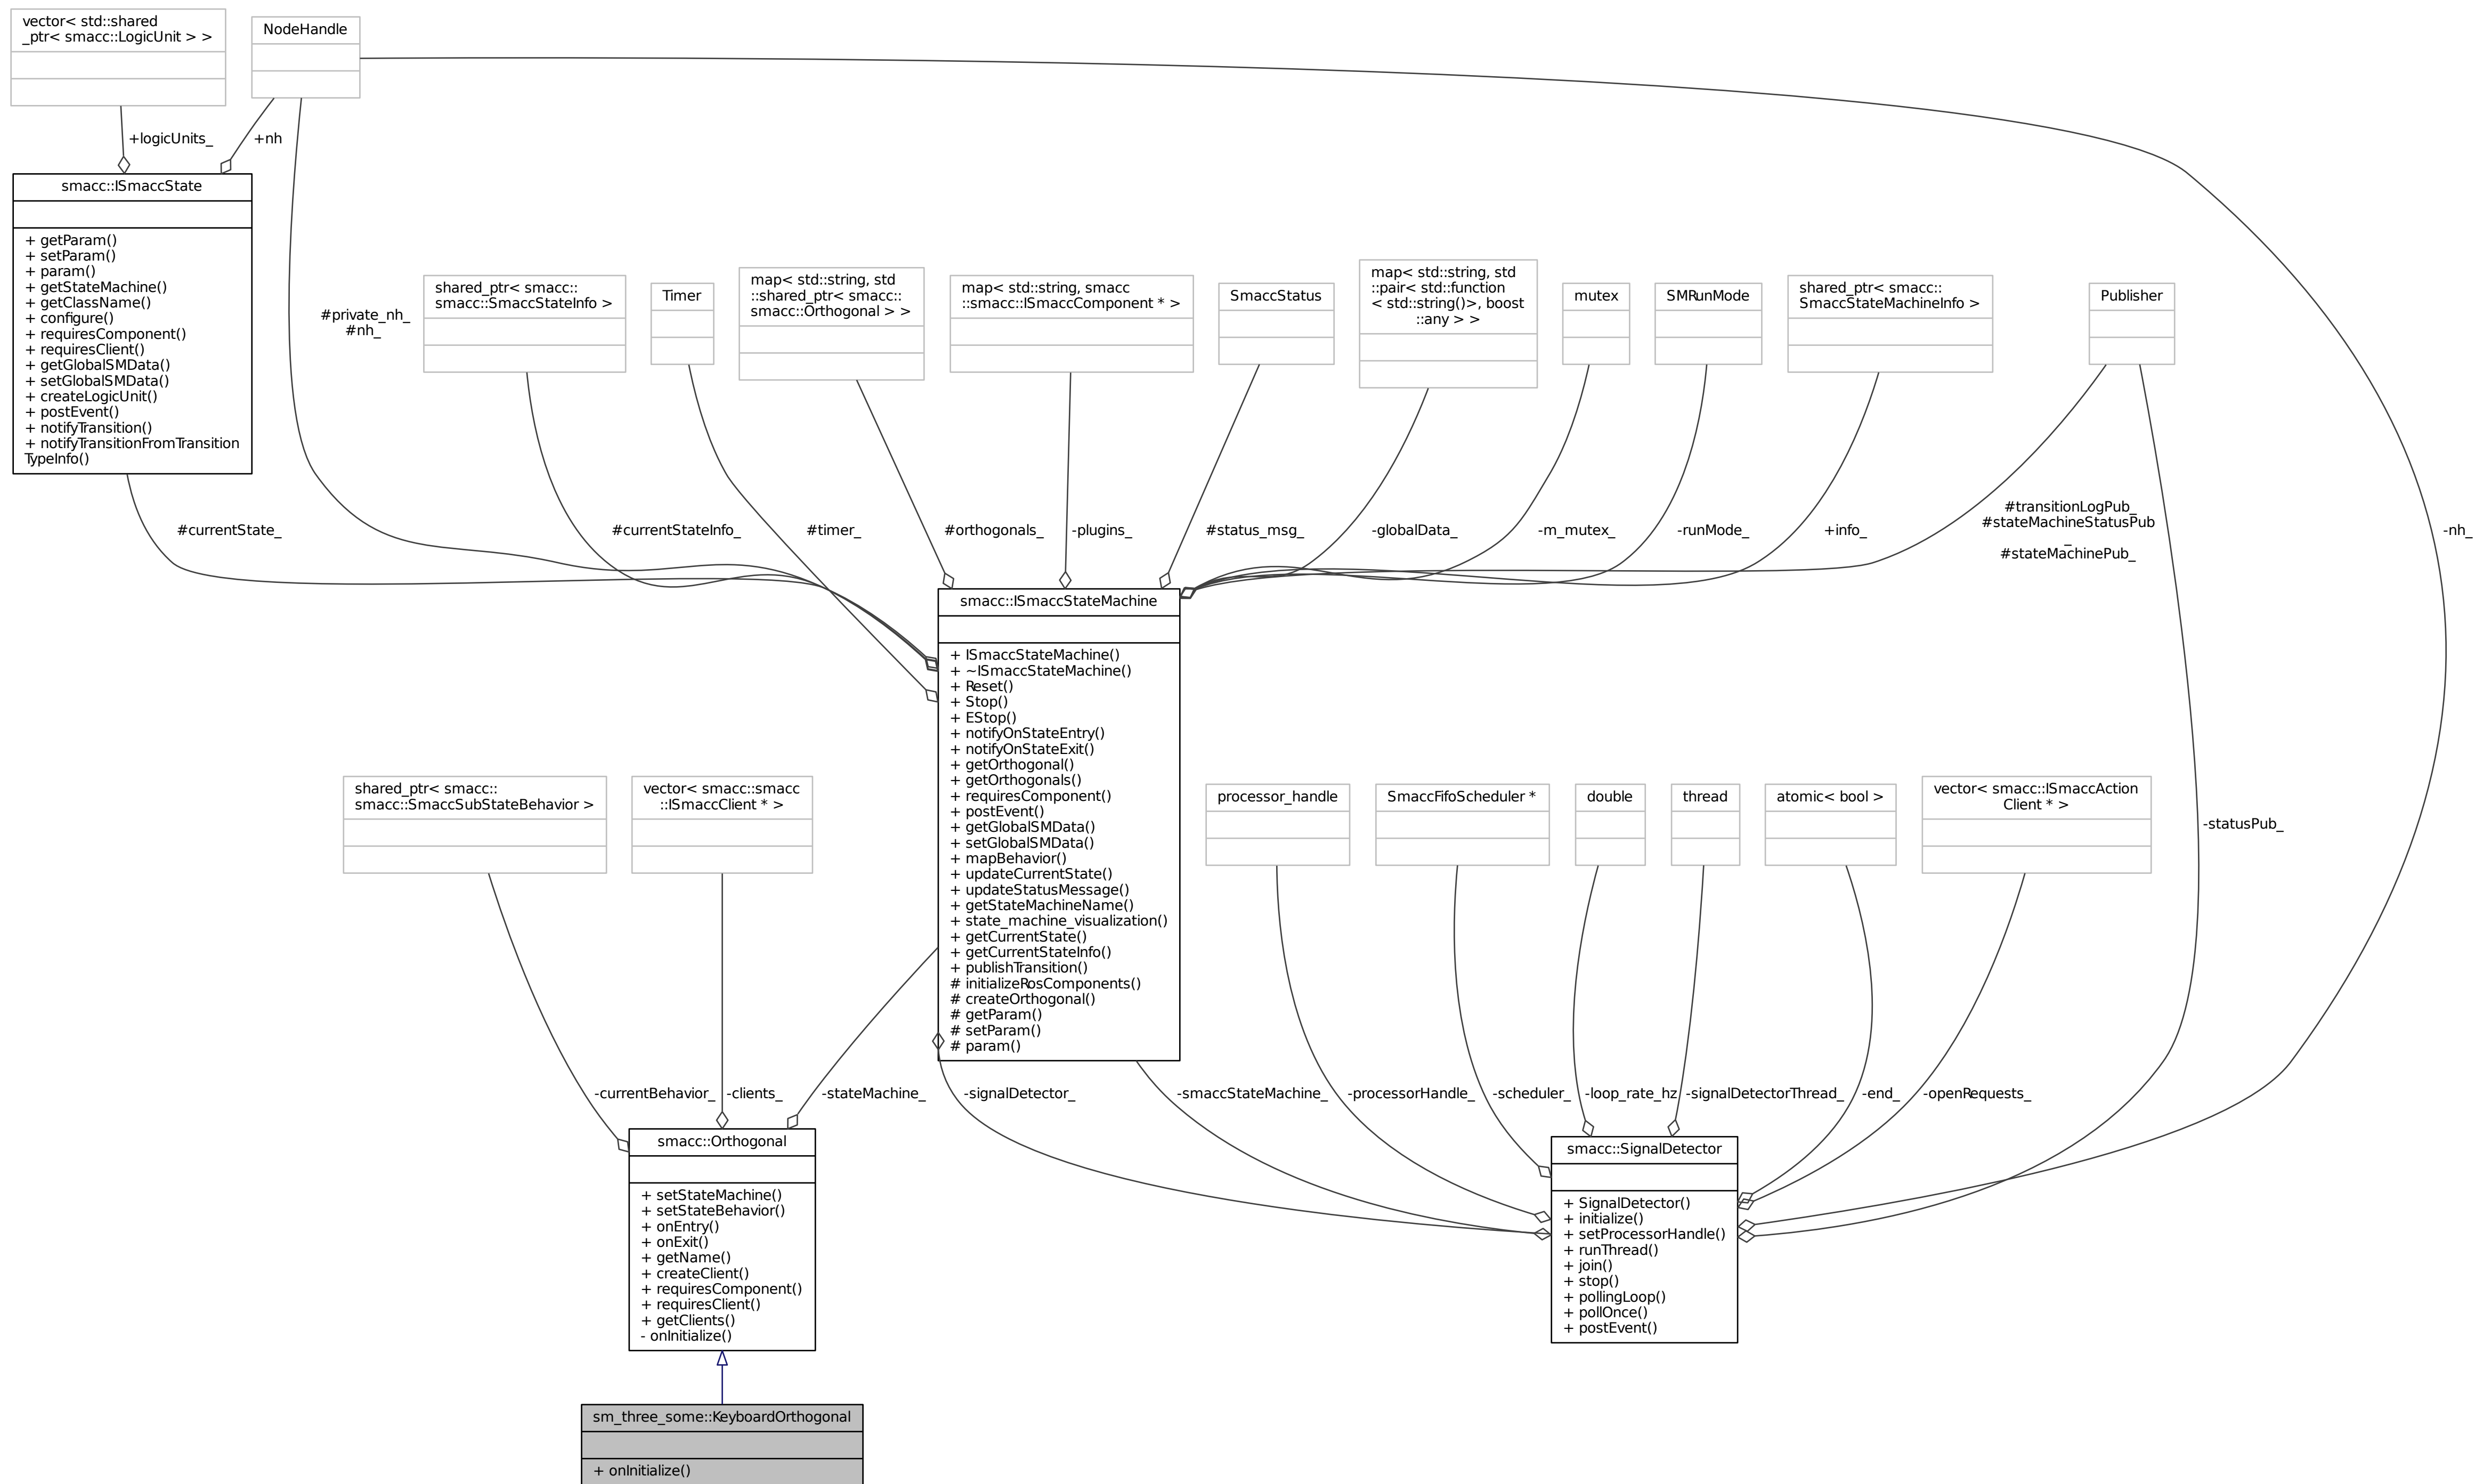 vector< std::shared
_ptr< smacc::LogicUnit > >
NodeHandle
+logicUnits_
+nh
smacc::ISmaccState
+ getParam()
+ setParam()
+ param()
+ getStateMachine()
+ getClassName()
+ configure()
+ requiresComponent()
+ requiresClient()
+ getGlobalSMData()
+ setGlobalSMData()
+ createLogicUnit()
+ postEvent()
+ notifyTransition()
+ notifyTransitionFromTransition
TypeInfo()
#private_nh_
#nh_
shared_ptr< smacc::
smacc::SmaccStateInfo >
Timer
map< std::string, std
::shared_ptr< smacc::
smacc::Orthogonal > >
map< std::string, smacc
::smacc::ISmaccComponent * >
SmaccStatus
map< std::string, std
::pair< std::function
< std::string()>, boost
::any > >
mutex
SMRunMode
shared_ptr< smacc::
SmaccStateMachineInfo >
Publisher
#currentState_
#currentStateInfo_
#timer_
#orthogonals_
-plugins_
#status_msg_
-globalData_
-m_mutex_
-runMode_
+info_
#transitionLogPub_
#stateMachineStatusPub
_
#stateMachinePub_
-nh_
smacc::ISmaccStateMachine
+ ISmaccStateMachine()
+ ~ISmaccStateMachine()
+ Reset()
+ Stop()
+ EStop()
+ notifyOnStateEntry()
+ notifyOnStateExit()
+ getOrthogonal()
+ getOrthogonals()
+ requiresComponent()
+ postEvent()
+ getGlobalSMData()
+ setGlobalSMData()
+ mapBehavior()
+ updateCurrentState()
+ updateStatusMessage()
+ getStateMachineName()
+ state_machine_visualization()
+ getCurrentState()
+ getCurrentStateInfo()
+ publishTransition()
# initializeRosComponents()
# createOrthogonal()
# getParam()
# setParam()
# param()
shared_ptr< smacc::
smacc::SmaccSubStateBehavior >
vector< smacc::smacc
::ISmaccClient * >
processor_handle
SmaccFifoScheduler *
double
thread
atomic< bool >
vector< smacc::ISmaccAction
Client * >
-statusPub_
-currentBehavior_
-clients_
-stateMachine_
-signalDetector_
-smaccStateMachine_
-processorHandle_
-scheduler_
-loop_rate_hz
-signalDetectorThread_
-end_
-openRequests_
smacc::Orthogonal
+ setStateMachine()
+ setStateBehavior()
+ onEntry()
+ onExit()
+ getName()
+ createClient()
+ requiresComponent()
+ requiresClient()
+ getClients()
- onInitialize()
smacc::SignalDetector
+ SignalDetector()
+ initialize()
+ setProcessorHandle()
+ runThread()
+ join()
+ stop()
+ pollingLoop()
+ pollOnce()
+ postEvent()
sm_three_some::KeyboardOrthogonal
+ onInitialize()